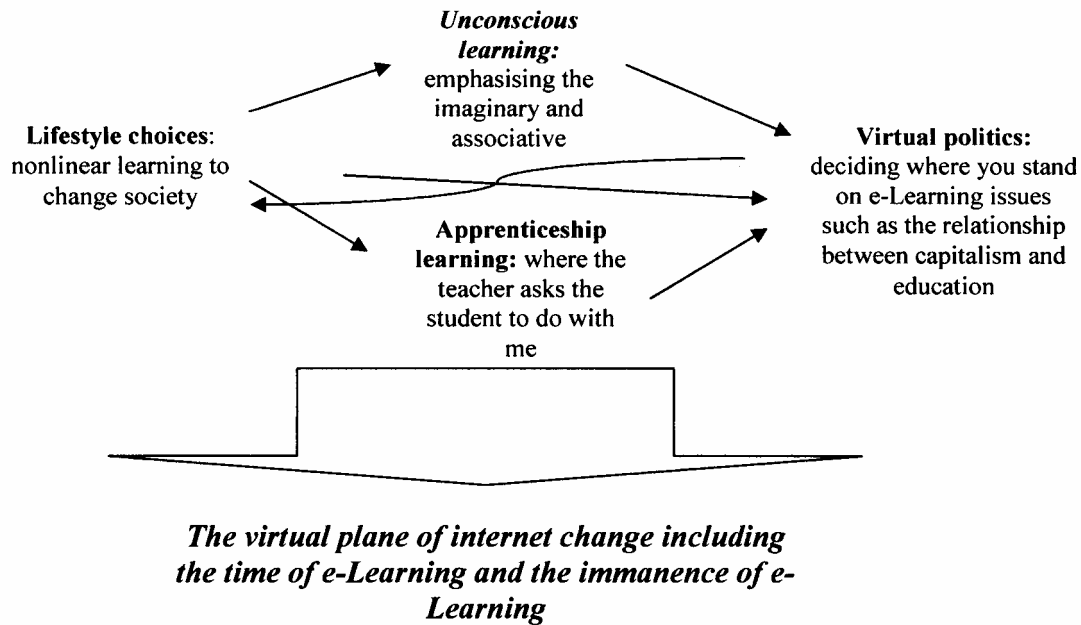 Unconscious
learning:
emphasising the
imaginary and
associative
Lifestyle choices:
nonlinear learning to
change society
Virtual politics:
deciding where you stand
on e-Learning issues
such as the relationship
between capitalism and
education
Apprenticeship
learning: where the
teacher asks the
student to do with
me
The virtual plane of internet change including
the time of e-Learning and the immanence of e-
Learning